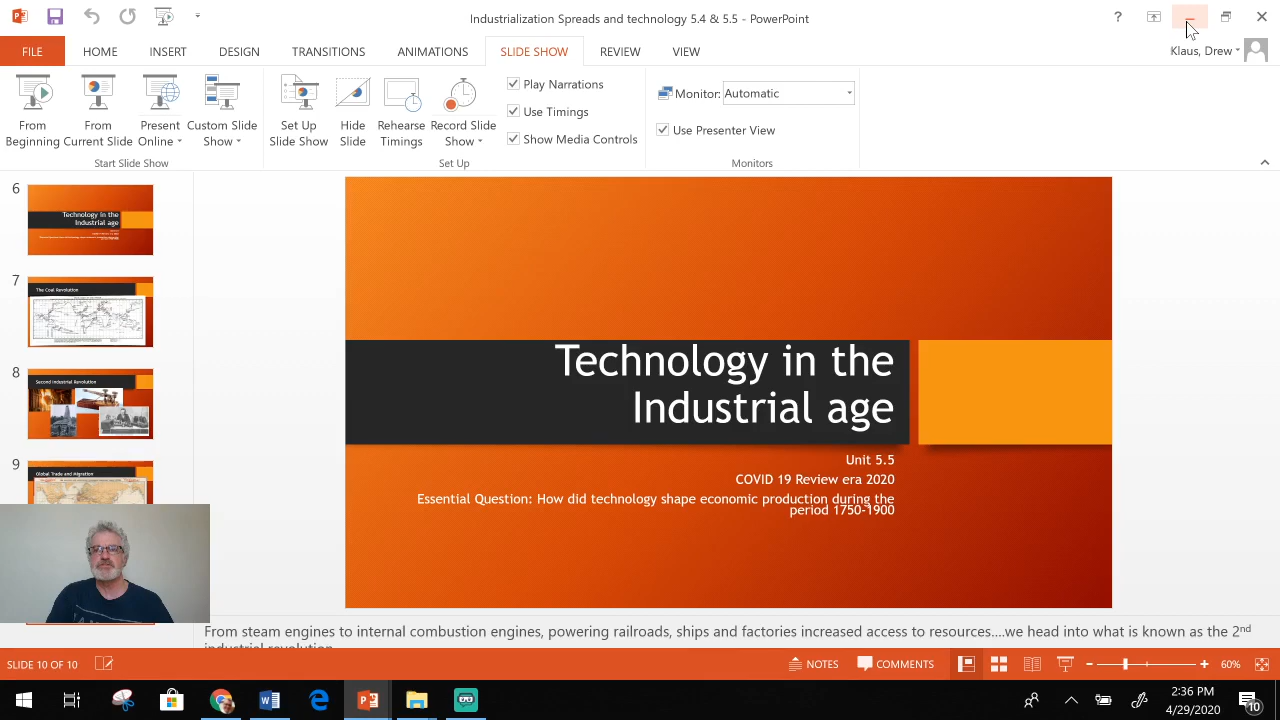 Industrialization Spreads and technology 5.4 & 5.5 - PowerPoint
?
FILE HOME INSERT DESIGN TRANSITIONS ANIMATIONS SLIDE SHOW REVIEW VIEW
Klaus, Drew
From Beginning
From Current Slide
Present Online
Custom Slide Show
Start Slide Show
Set Up Slide Show
Hide Slide
Rehearse Timings
Record Slide Show
Play Narrations
Use Timings
Show Media Controls
Set Up
Monitor: Automatic
Use Presenter View
Monitors
6
Technology in the
Industrial age
7
The Coal Revolution
8
Second Industrial Revolution
9
Global Trade and Migration
Technology in the
Industrial age
Unit 5.5
COVID 19 Review era 2020
Essential Question: How did technology shape economic production during the
period 1750-1900
From steam engines to internal combustion engines, powering railroads, ships and factories increased access to resources....we head into what is known as the 2nd
industrial revolution
SLIDE 10 OF 10
NOTES
COMMENTS
60%
2:36 PM
4/29/2020
10